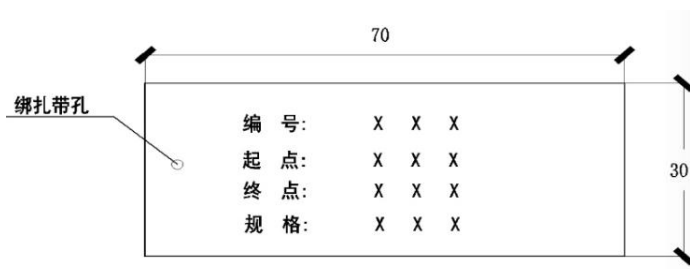 70
绑扎带孔
编 号: X X X
起 点: X X X
30
终 点: X X X
规 格: X X X